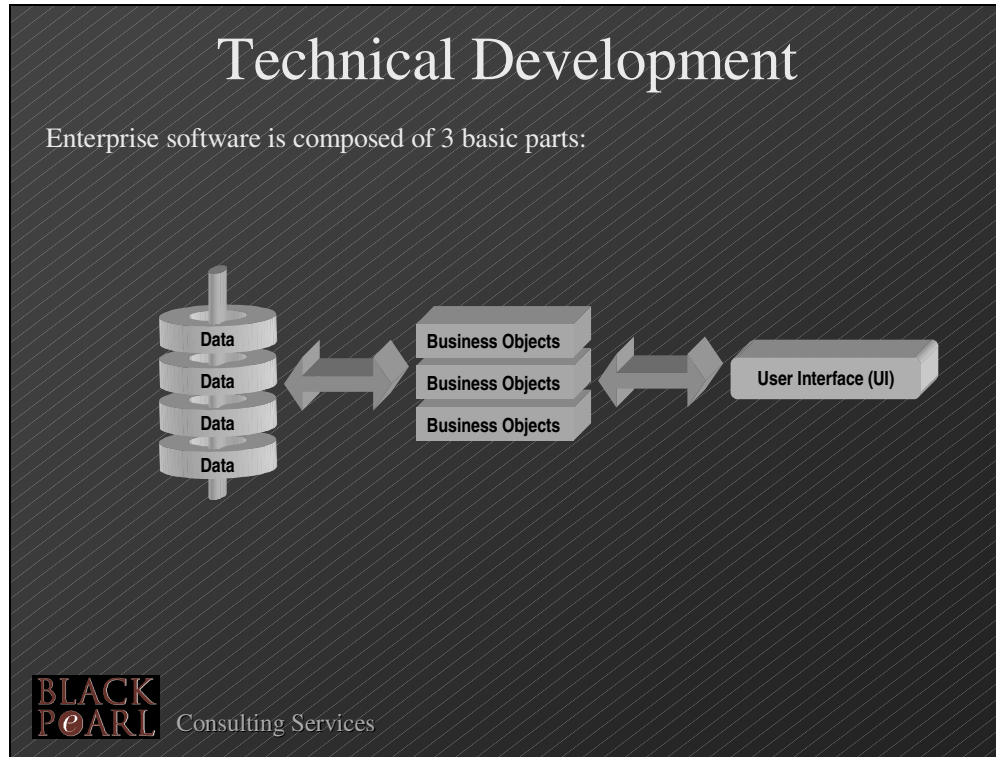 Technical Development
Enterprise software is composed of 3 basic parts:
Data
Data
Data
Data
Business Objects
Business Objects
Business Objects
User Interface (UI)
BLACK
PeARL
Consulting Services